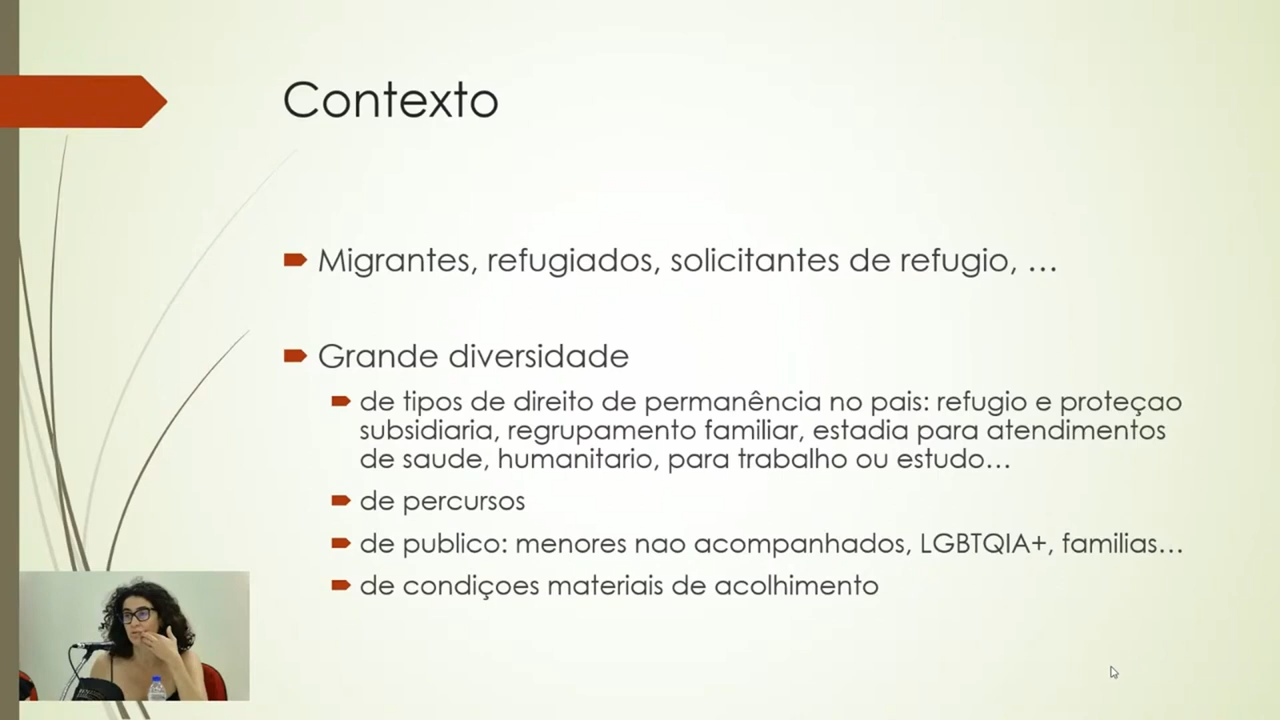 Contexto
Migrantes, refugiados, solicitantes de refugio, …
Grande diversidade
de tipos de direito de permanência no pais: refugio e proteçao
subsidiaria, regrupamento familiar, estadia para atendimentos
de saude, humanitario, para trabalho ou estudo…
de percursos
de publico: menores nao acompanhados, LGBTQIA+, familias…
de condiçoes materiais de acolhimento